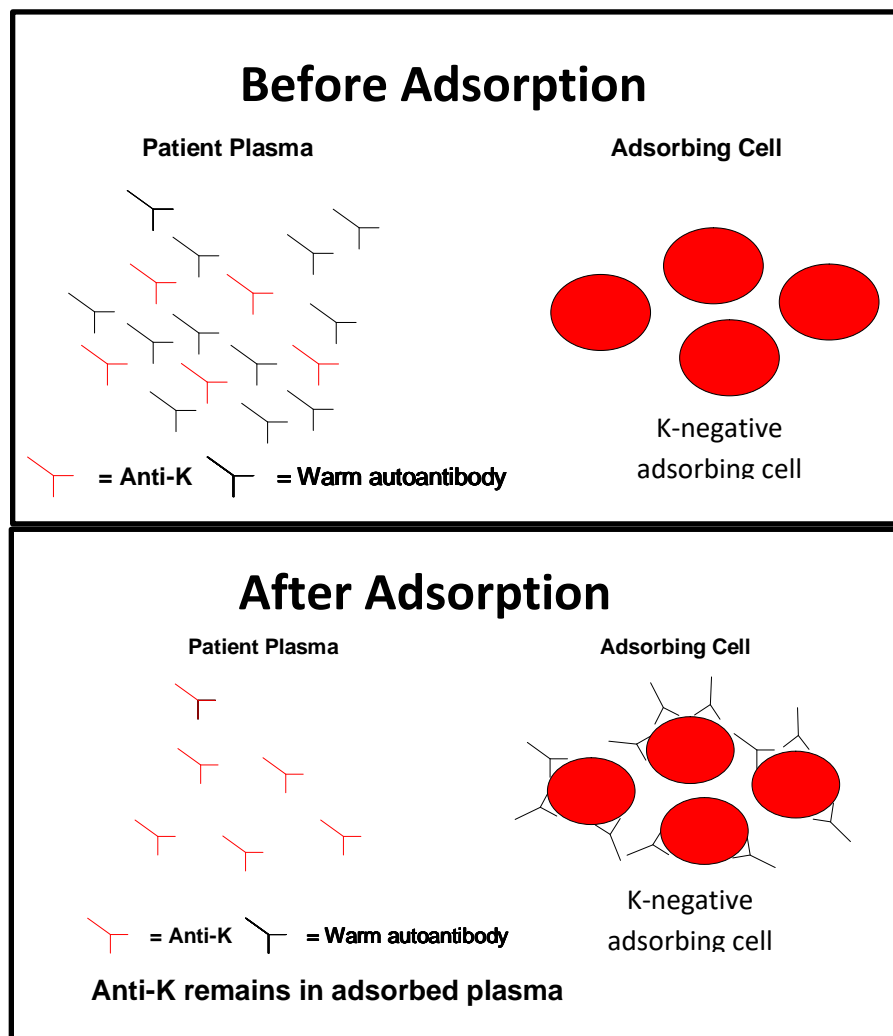 Before Adsorption
Patient Plasma
Adsorbing Cell
K-negative
adsorbing cell
= Anti-K
= Warm autoantibody
After Adsorption
Patient Plasma
Adsorbing Cell
K-negative
adsorbing cell
= Anti-K
= Warm autoantibody
Anti-K remains in adsorbed plasma